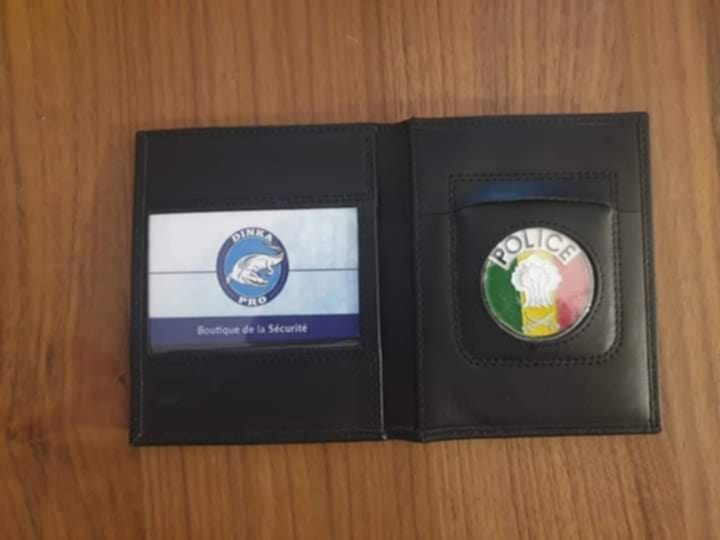 DINKA
PRO
Boutique de la Sécurité
POLICE